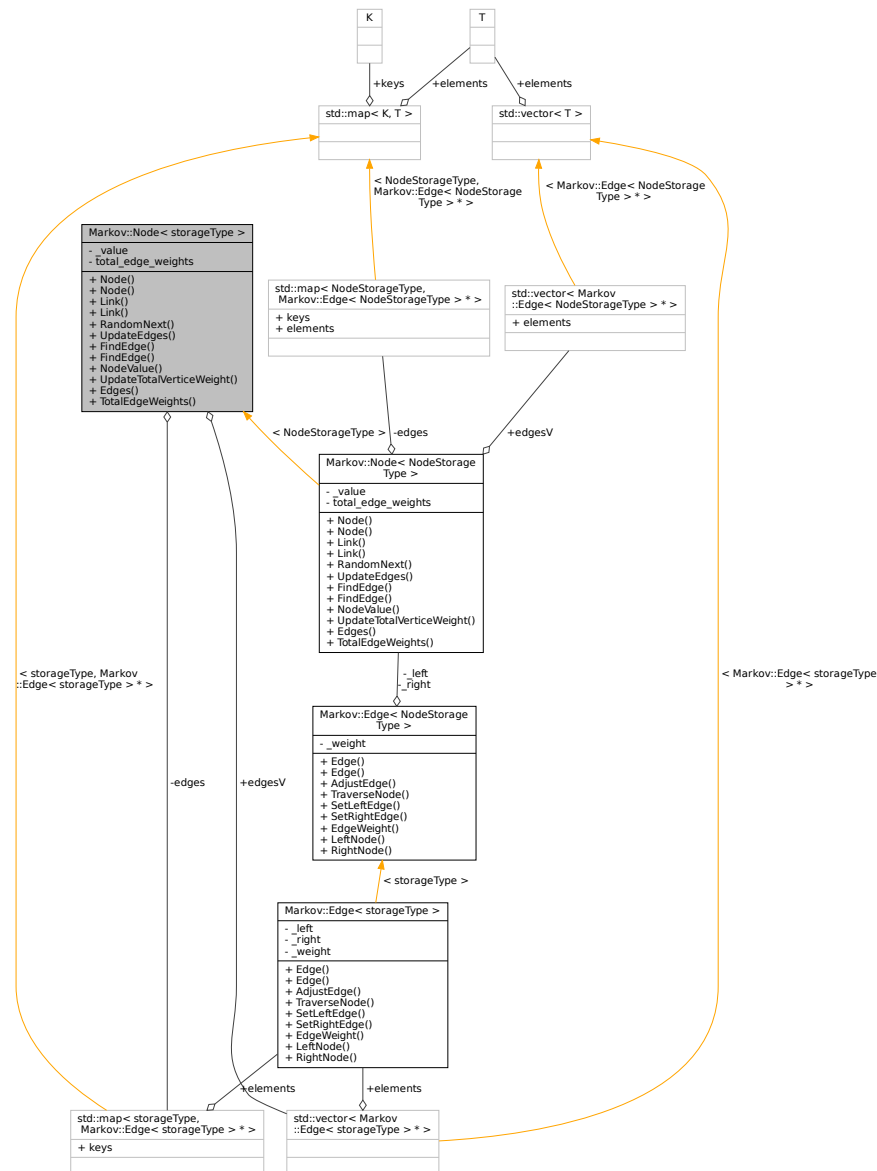 K
T
+keys
+elements
+elements
std::map< K, T >
std::vector< T >
< NodeStorageType,
Markov::Edge< NodeStorage
Type > * >
< Markov::Edge< NodeStorage
Type > * >
Markov::Node< storageType >
- _value
- total_edge_weights
+ Node()
+ Node()
+ Link()
+ Link()
+ RandomNext()
+ UpdateEdges()
+ FindEdge()
+ FindEdge()
+ NodeValue()
+ UpdateTotalVerticeWeight()
+ Edges()
+ TotalEdgeWeights()
std::map< NodeStorageType,
Markov::Edge< NodeStorageType > * >
+ keys
+ elements
std::vector< Markov
::Edge< NodeStorageType > * >
+ elements
< NodeStorageType >
-edges
+edgesV
Markov::Node< NodeStorage
Type >
- _value
- total_edge_weights
+ Node()
+ Node()
+ Link()
+ Link()
+ RandomNext()
+ UpdateEdges()
+ FindEdge()
+ FindEdge()
+ NodeValue()
+ UpdateTotalVerticeWeight()
+ Edges()
+ TotalEdgeWeights()
< storageType, Markov
::Edge< storageType > * >
-_left
-_right
< Markov::Edge< storageType
> * >
Markov::Edge< NodeStorage
Type >
- _weight
+ Edge()
+ Edge()
+ AdjustEdge()
+ TraverseNode()
+ SetLeftEdge()
+ SetRightEdge()
+ EdgeWeight()
+ LeftNode()
+ RightNode()
-edges
+edgesV
< storageType >
Markov::Edge< storageType >
- _left
- _right
- _weight
+ Edge()
+ Edge()
+ AdjustEdge()
+ TraverseNode()
+ SetLeftEdge()
+ SetRightEdge()
+ EdgeWeight()
+ LeftNode()
+ RightNode()
+elements
+elements
std::map< storageType,
Markov::Edge< storageType > * >
+ keys
std::vector< Markov
::Edge< storageType > * >